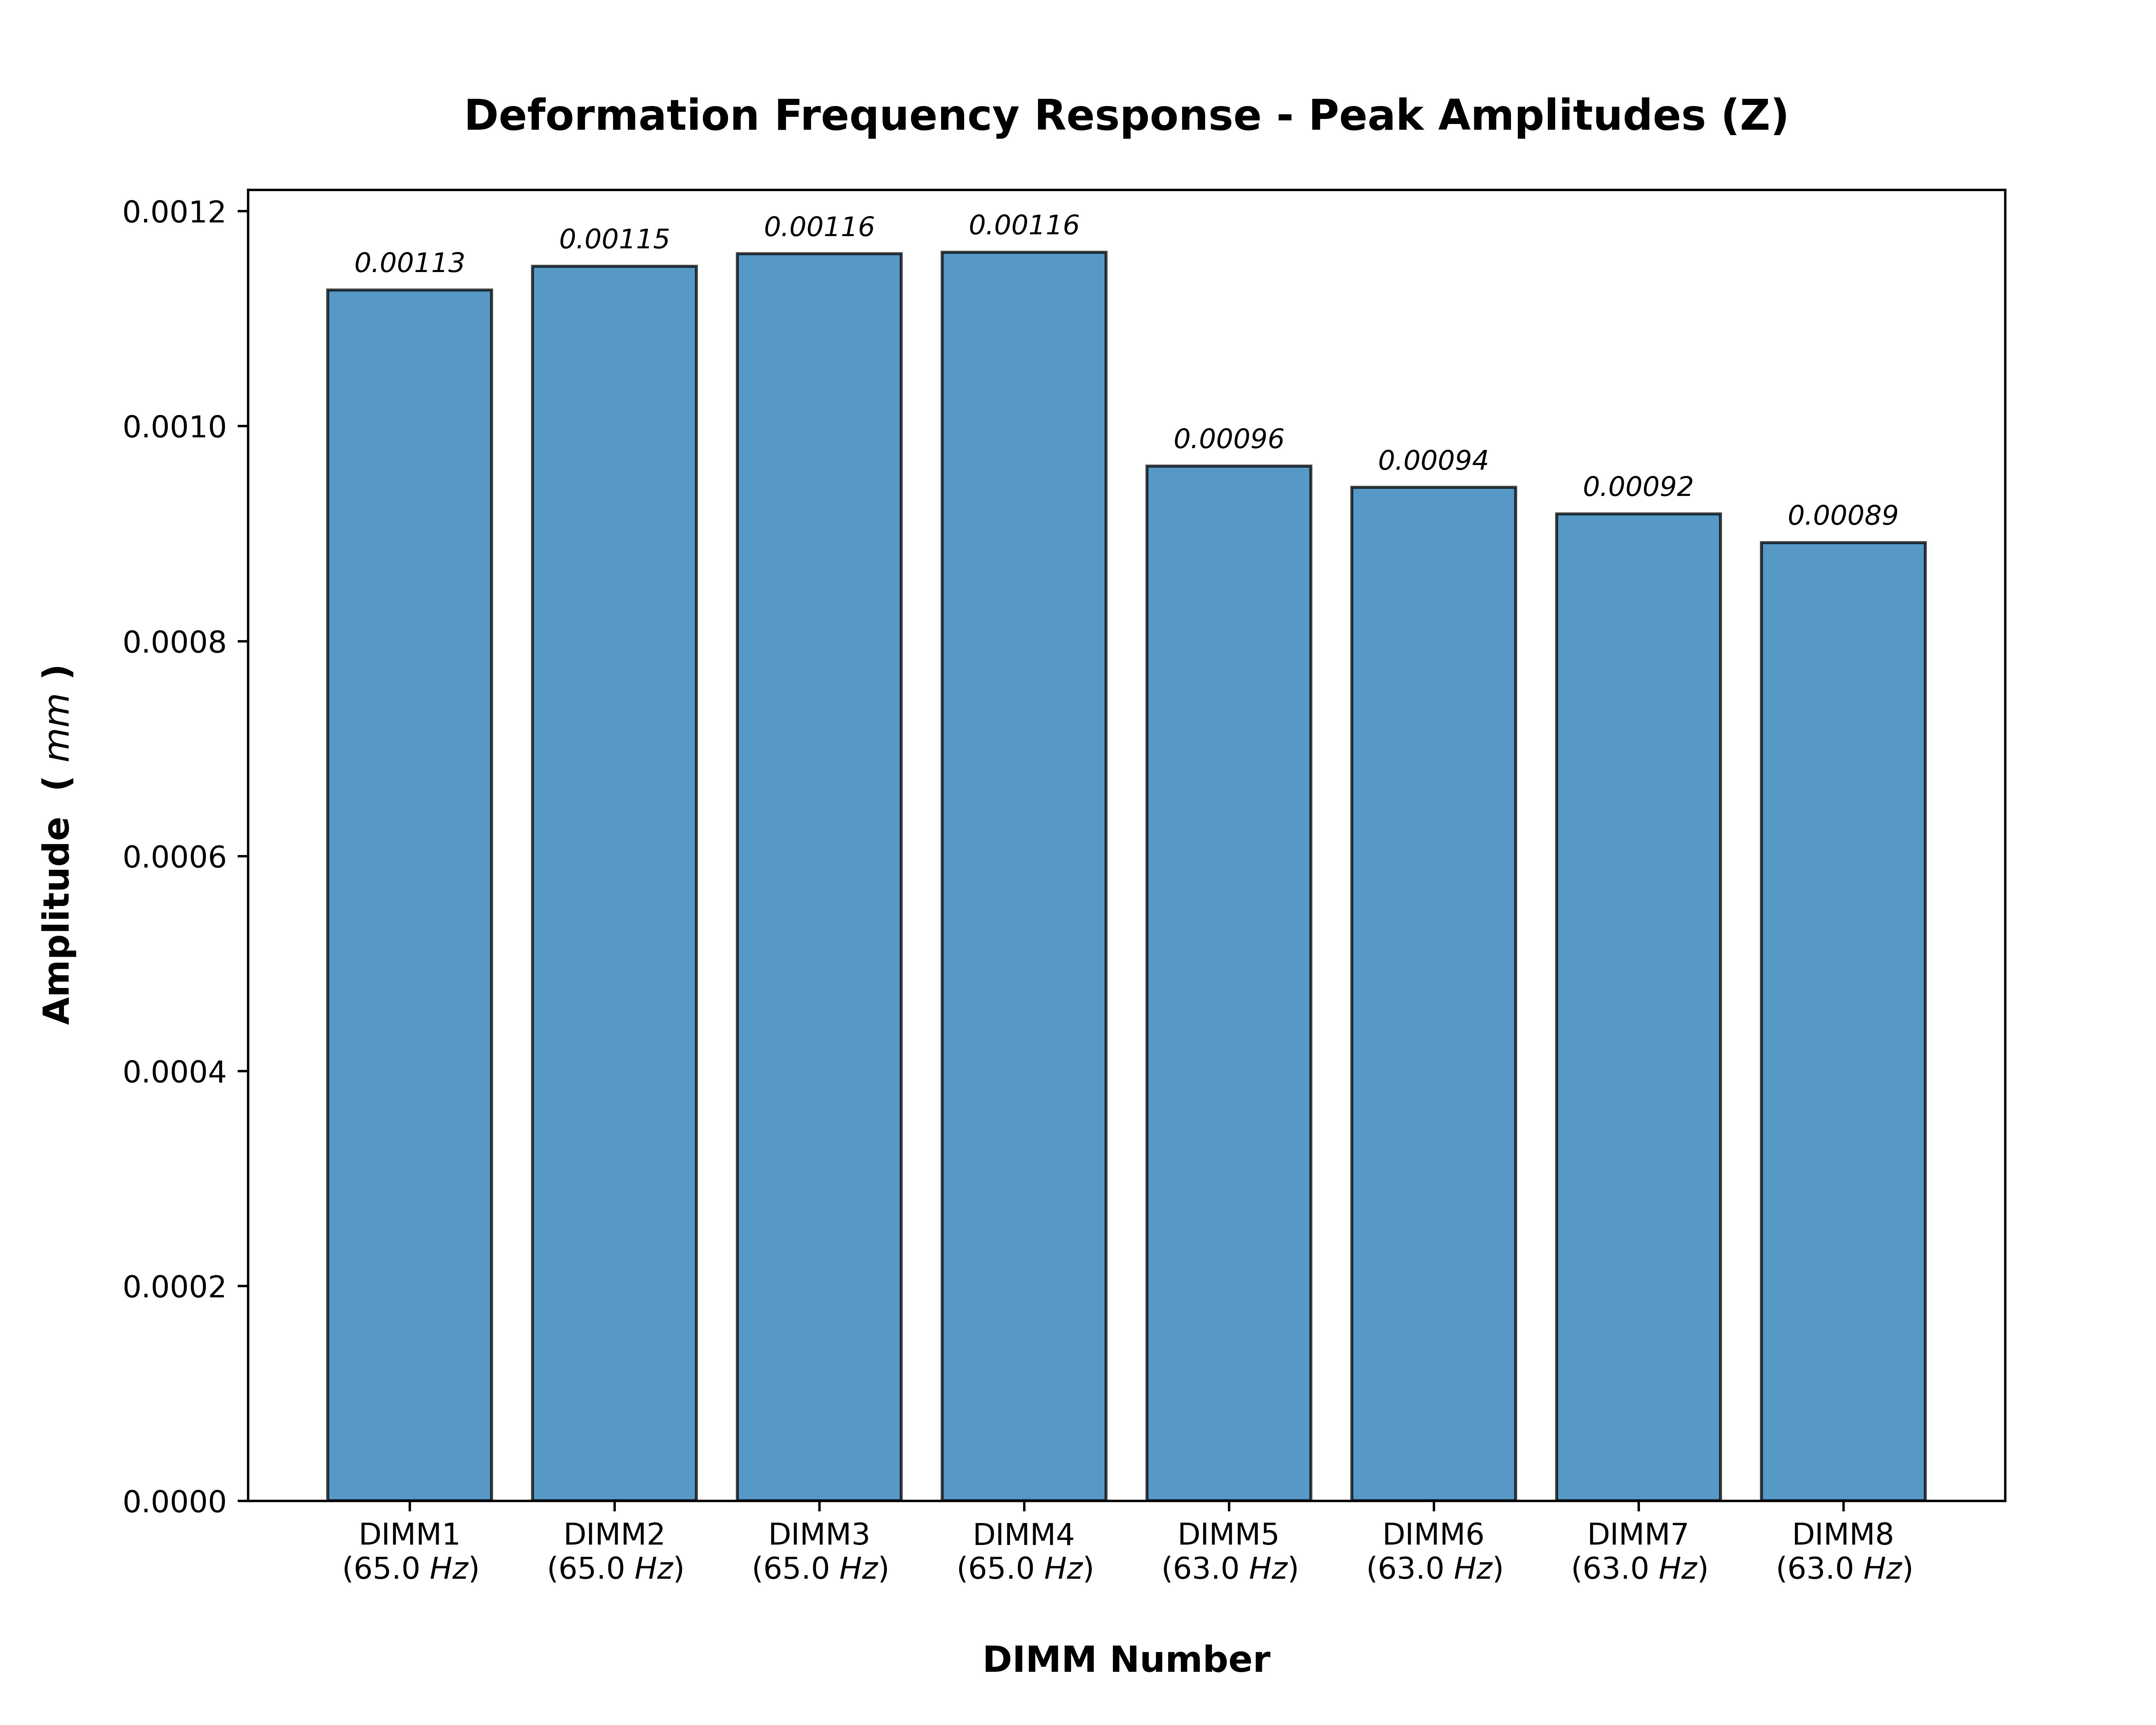 Deformation Frequency Response - Peak Amplitudes (Z)
0.0012
0.0010
0.0008
0.0006
0.0004
0.0002
0.0000
Amplitude ( mm )
0.00113
0.00115
0.00116
0.00116
0.00096
0.00094
0.00092
0.00089
DIMM1
(65.0 Hz)
DIMM2
(65.0 Hz)
DIMM3
(65.0 Hz)
DIMM4
(65.0 Hz)
DIMM5
(63.0 Hz)
DIMM6
(63.0 Hz)
DIMM7
(63.0 Hz)
DIMM8
(63.0 Hz)
DIMM Number